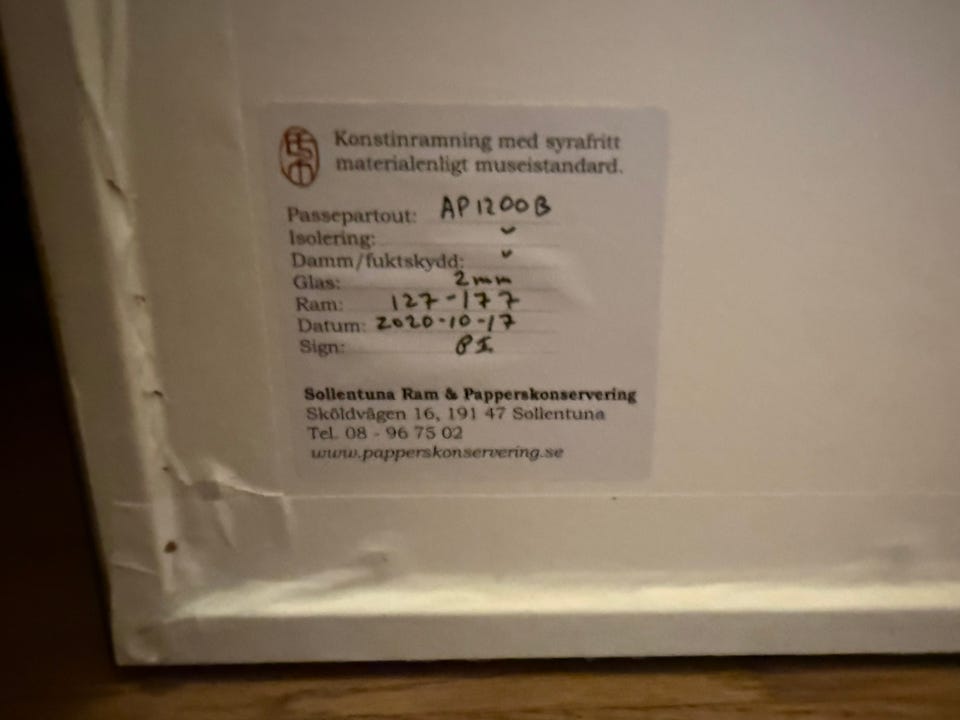 Konstinramning med syrafritt
materialenligt museistandard.
Passepartout: AP1200B
Isolering: "
Damm/fuktskydd: "
Glas: 2mm
Ram: 127-177
Datum: 2020-10-17
Sign:
Sollentuna Ram & Papperskonservering
Sköldvägen 16, 191 47 Sollentuna
Tel. 08 - 96 75 02
www.papperskonservering.se